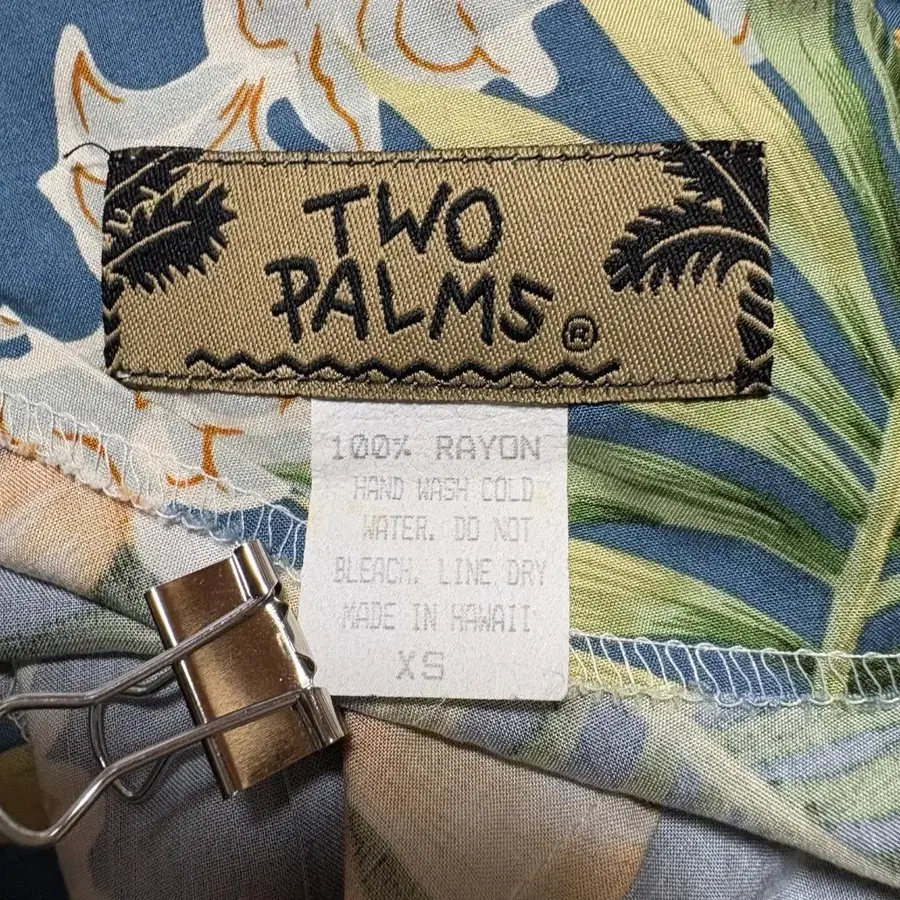 TWO
PALMS®
100% RAYON
HAND WASH COLD
WATER. DO NOT
BLEACH. LINE DRY
MADE IN HAWAII
XS